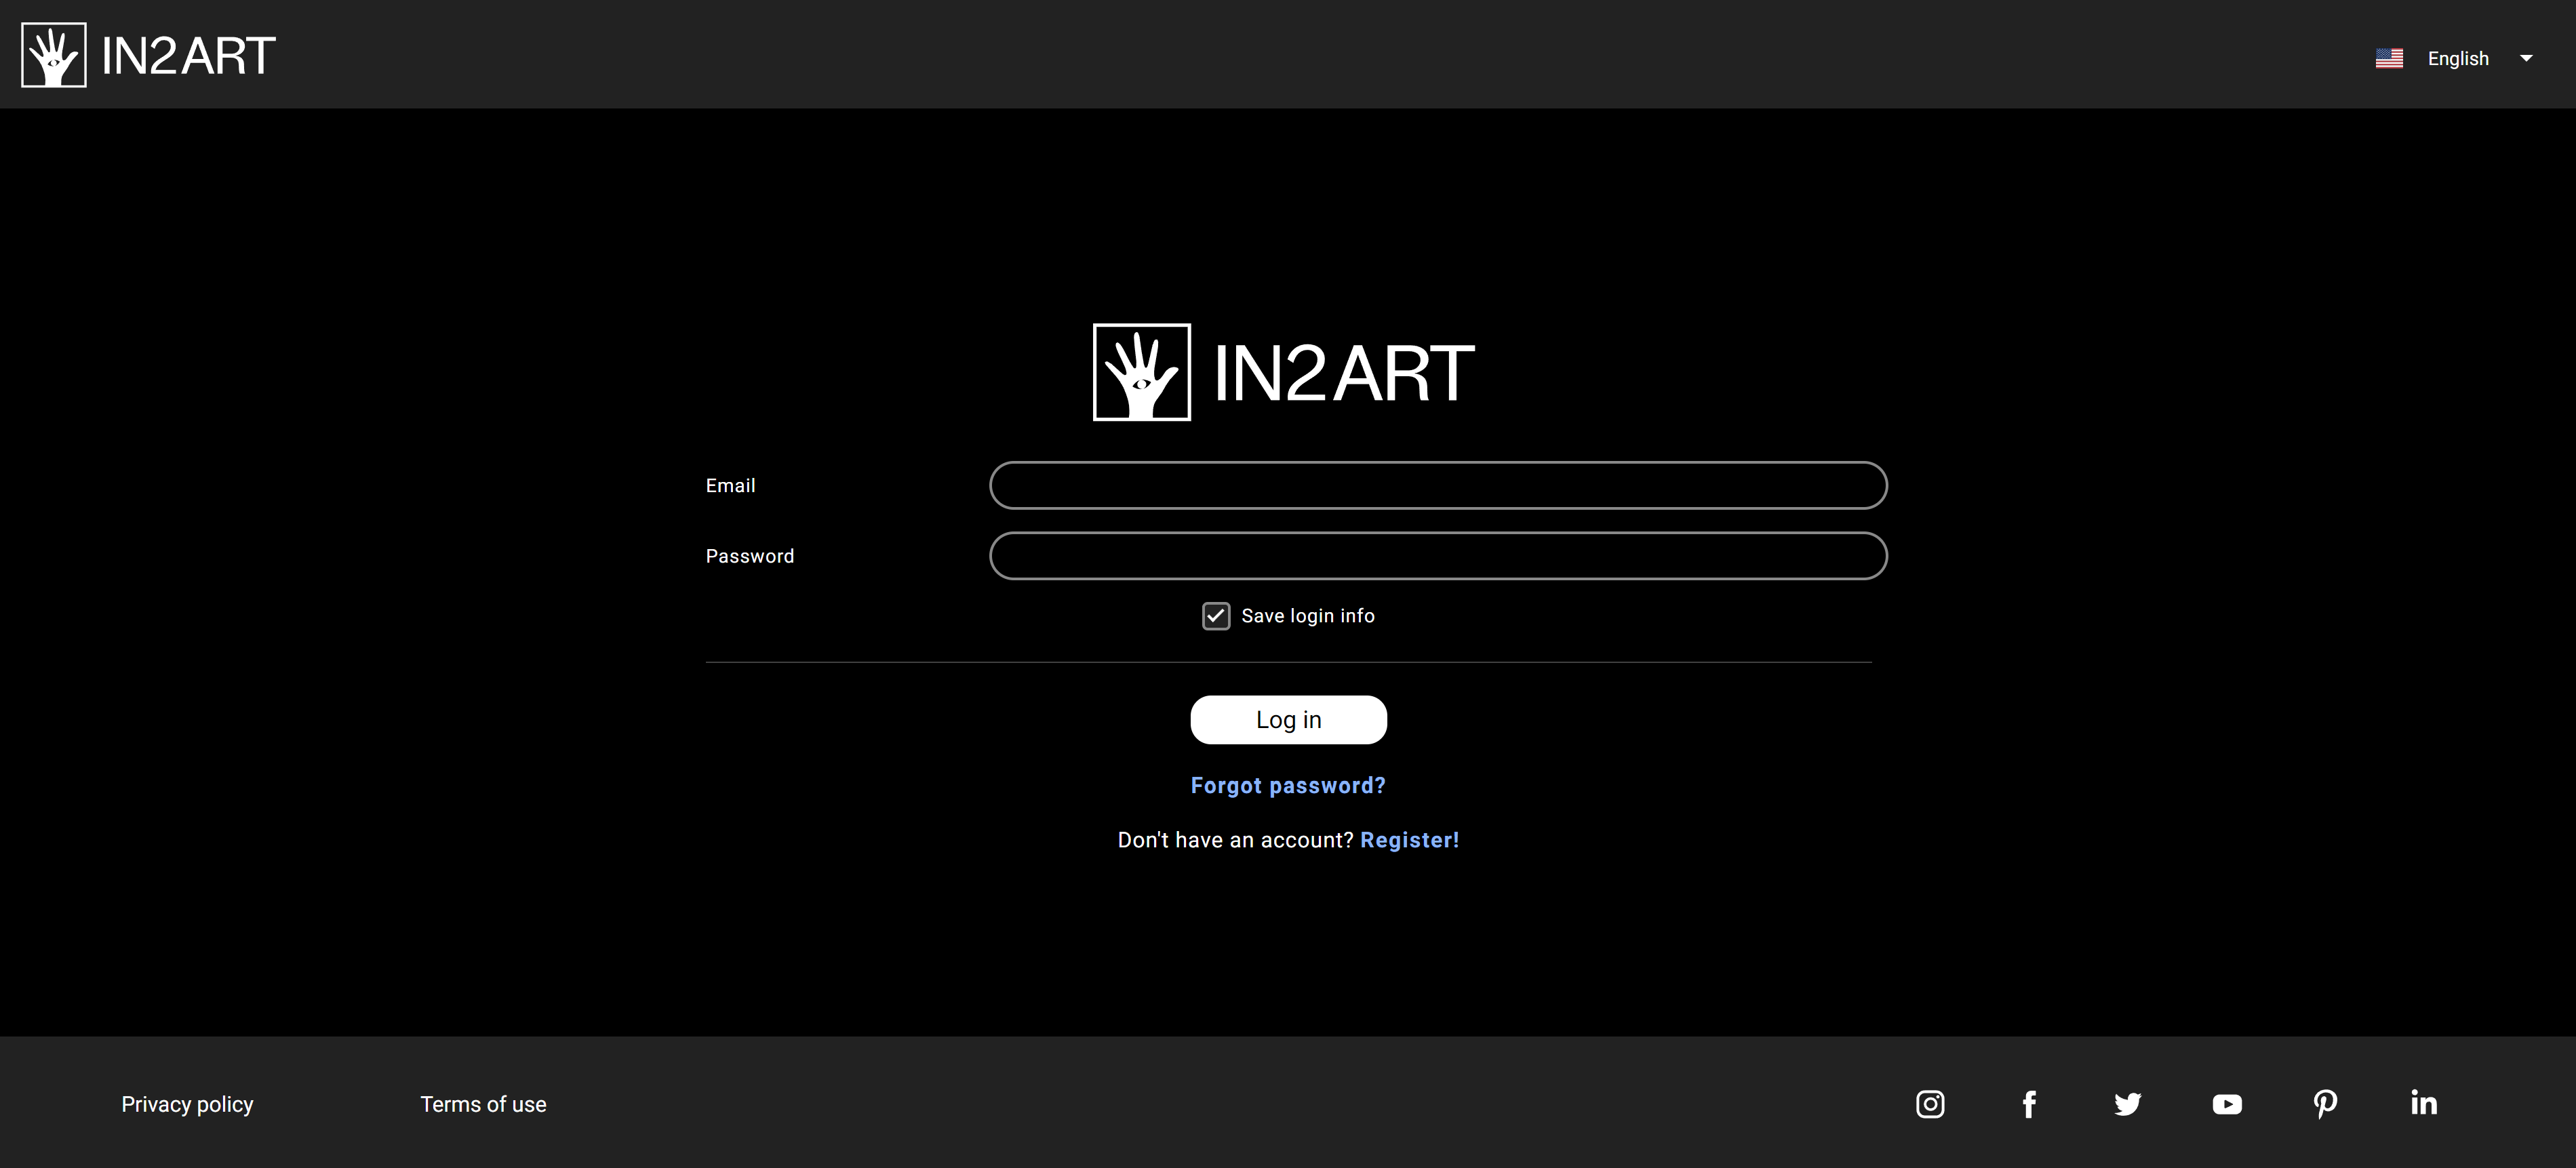 IN2ART
English
IN2ART
Email
Password
Save login info
Log in
Forgot password?
Don't have an account? Register!
Privacy policy
Terms of use